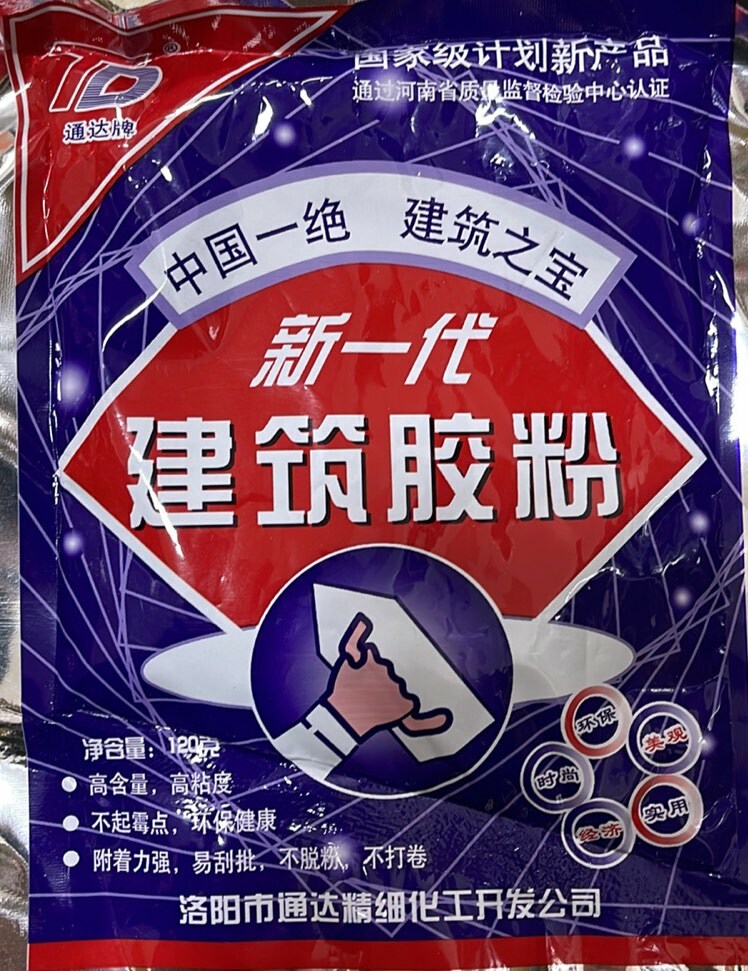 TD®
通达牌
国家级计划新产品
通过河南省质量监督检验中心认证
中国一绝 建筑之宝
新一代
建筑胶粉
净含量：120克
高含量，高粘度
不起霉点，环保健康
附着力强，易刮批，不脱粉，不打卷
环保
美观
时尚
实用
经济
洛阳市通达精细化工开发公司